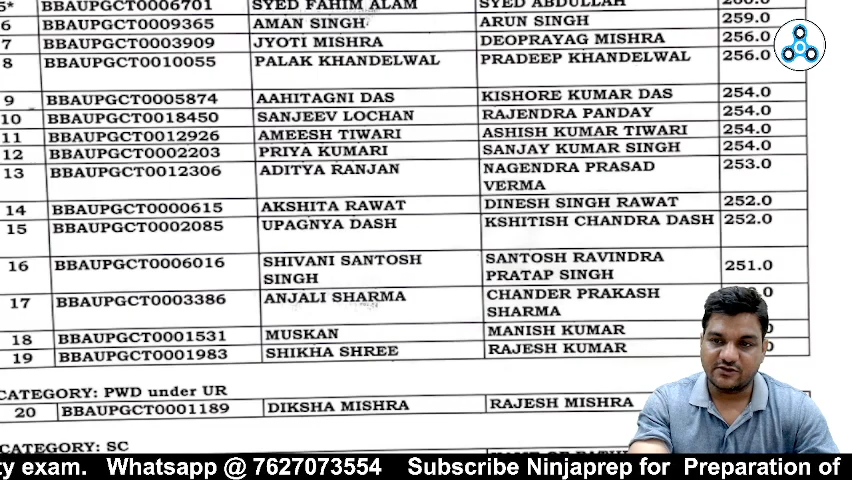 5* BBAUPGCT0006701 SYED FAHIM ALAM SYED ABDULLAH 260.0
6 BBAUPGCT0009365 AMAN SINGH ARUN SINGH 259.0
7 BBAUPGCT0003909 JYOTI MISHRA DEOPRAYAG MISHRA 256.0
8 BBAUPGCT0010055 PALAK KHANDELWAL PRADEEP KHANDELWAL 256.0
9 BBAUPGCT0005874 AAHITAGNI DAS KISHORE KUMAR DAS 254.0
10 BBAUPGCT0018450 SANJEEV LOCHAN RAJENDRA PANDAY 254.0
11 BBAUPGCT0012926 AMEESH TIWARI ASHISH KUMAR TIWARI 254.0
12 BBAUPGCT0002203 PRIYA KUMARI SANJAY KUMAR SINGH 254.0
13 BBAUPGCT0012306 ADITYA RANJAN NAGENDRA PRASAD 253.0
VERMA
14 BBAUPGCT0000615 AKSHITA RAWAT DINESH SINGH RAWAT 252.0
15 BBAUPGCT0002085 UPAGNYA DASH KSHITISH CHANDRA DASH 252.0
16 BBAUPGCT0006016 SHIVANI SANTOSH SANTOSH RAVINDRA 251.0
SINGH PRATAP SINGH
17 BBAUPGCT0003386 ANJALI SHARMA CHANDER PRAKASH
SHARMA
18 BBAUPGCT0001531 MUSKAN MANISH KUMAR
19 BBAUPGCT0001983 SHIKHA SHREE RAJESH KUMAR
CATEGORY: PWD under UR
20 BBAUPGCT0001189 DIKSHA MISHRA RAJESH MISHRA
CATEGORY: SC
ty exam. Whatsapp @ 7627073554 Subscribe Ninjaprep for Preparation of